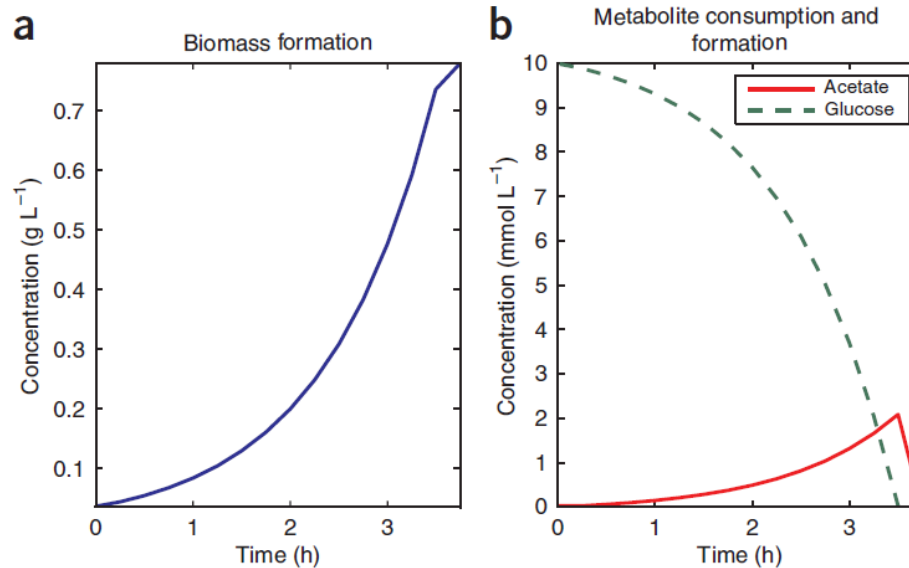 a
Biomass formation
Concentration (g L⁻¹)
0.7
0.6
0.5
0.4
0.3
0.2
0.1
0 1 2 3
Time (h)
b
Metabolite consumption and
formation
Concentration (mmol L⁻¹)
10
9
8
7
6
5
4
3
2
1
0
0 1 2 3
Time (h)
Acetate
Glucose